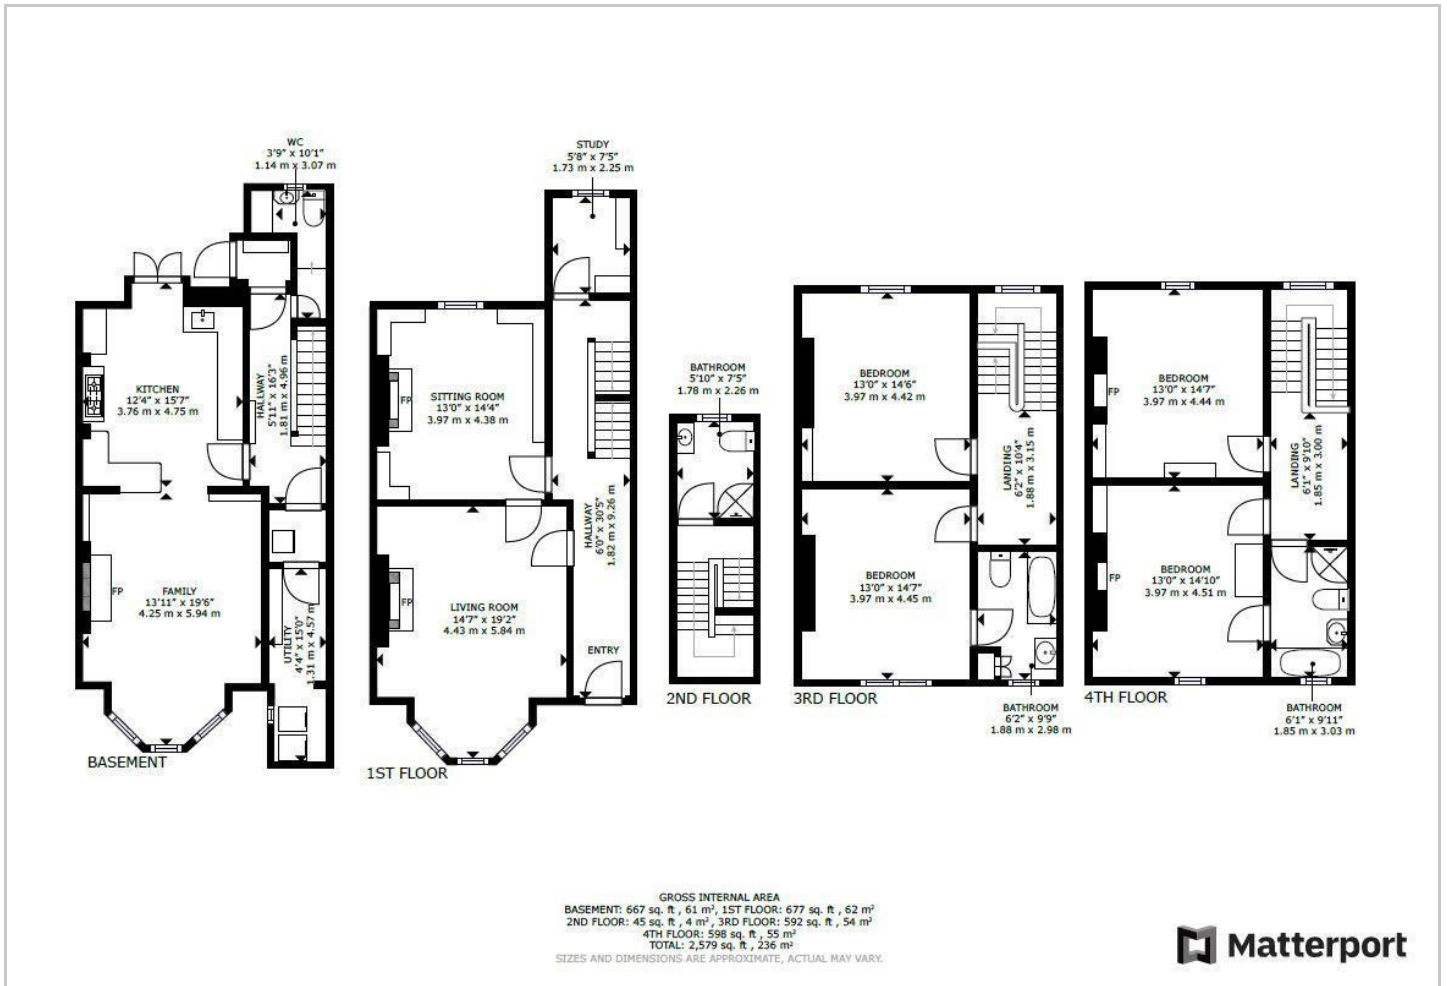 WC
3'9" x 10'1"
1.14 m x 3.07 m
STUDY
5'8" x 7'5"
1.73 m x 2.25 m
KITCHEN
12'4" x 15'7"
3.76 m x 4.75 m
HALLWAY
5'11" x 16'3"
1.81 m x 4.96 m
FP
FAMILY
13'11" x 19'6"
4.25 m x 5.94 m
UTILITY
4'4" x 15'0"
1.31 m x 4.57 m
BASEMENT
FP
SITTING ROOM
13'0" x 14'4"
3.97 m x 4.38 m
HALLWAY
6'0" x 30'5"
1.82 m x 9.26 m
FP
LIVING ROOM
14'7" x 19'2"
4.43 m x 5.84 m
ENTRY
1ST FLOOR
BATHROOM
5'10" x 7'5"
1.78 m x 2.26 m
2ND FLOOR
BEDROOM
13'0" x 14'6"
3.97 m x 4.42 m
LANDING
6'2" x 10'4"
1.88 m x 3.15 m
BEDROOM
13'0" x 14'7"
3.97 m x 4.45 m
3RD FLOOR
BATHROOM
6'2" x 9'9"
1.88 m x 2.98 m
FP
BEDROOM
13'0" x 14'7"
3.97 m x 4.44 m
LANDING
6'1" x 9'10"
1.85 m x 3.00 m
FP
BEDROOM
13'0" x 14'10"
3.97 m x 4.51 m
4TH FLOOR
BATHROOM
6'1" x 9'11"
1.85 m x 3.03 m
GROSS INTERNAL AREA
BASEMENT: 667 sq. ft , 61 m², 1ST FLOOR: 677 sq. ft , 62 m²
2ND FLOOR: 45 sq. ft , 4 m² , 3RD FLOOR: 592 sq. ft , 54 m²
4TH FLOOR: 598 sq. ft , 55 m²
TOTAL: 2,579 sq. ft , 236 m²
SIZES AND DIMENSIONS ARE APPROXIMATE, ACTUAL MAY VARY.
Matterport